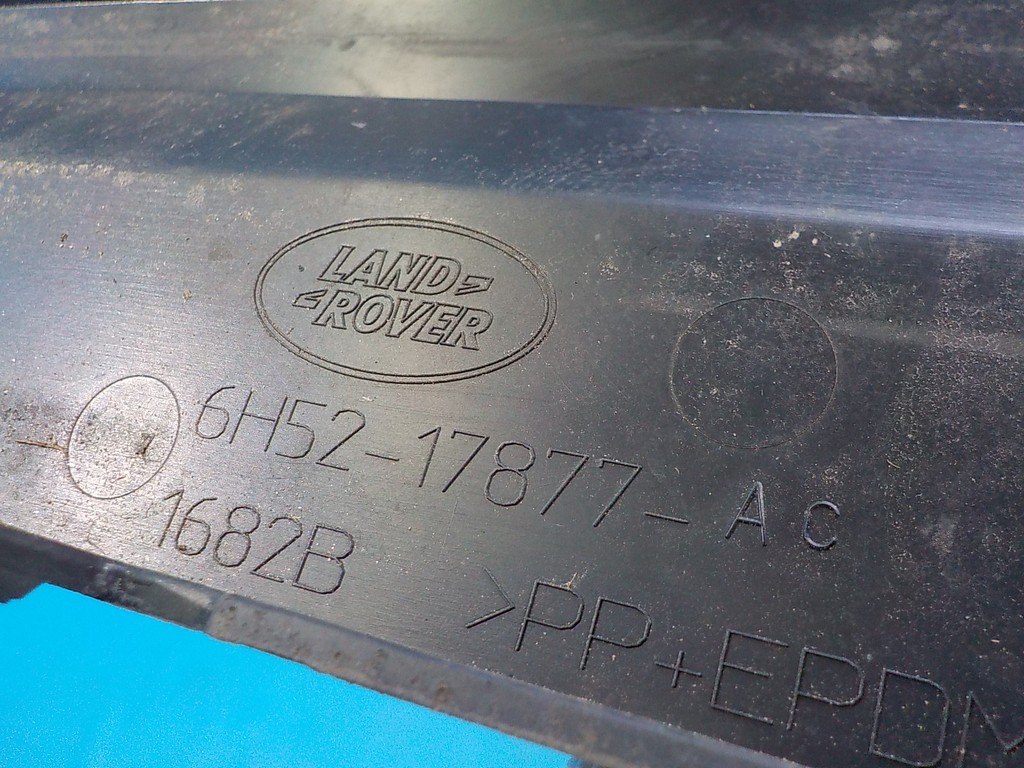 LAND
ROVER
6H52-17877-AC
1682B
>PP+EPDM